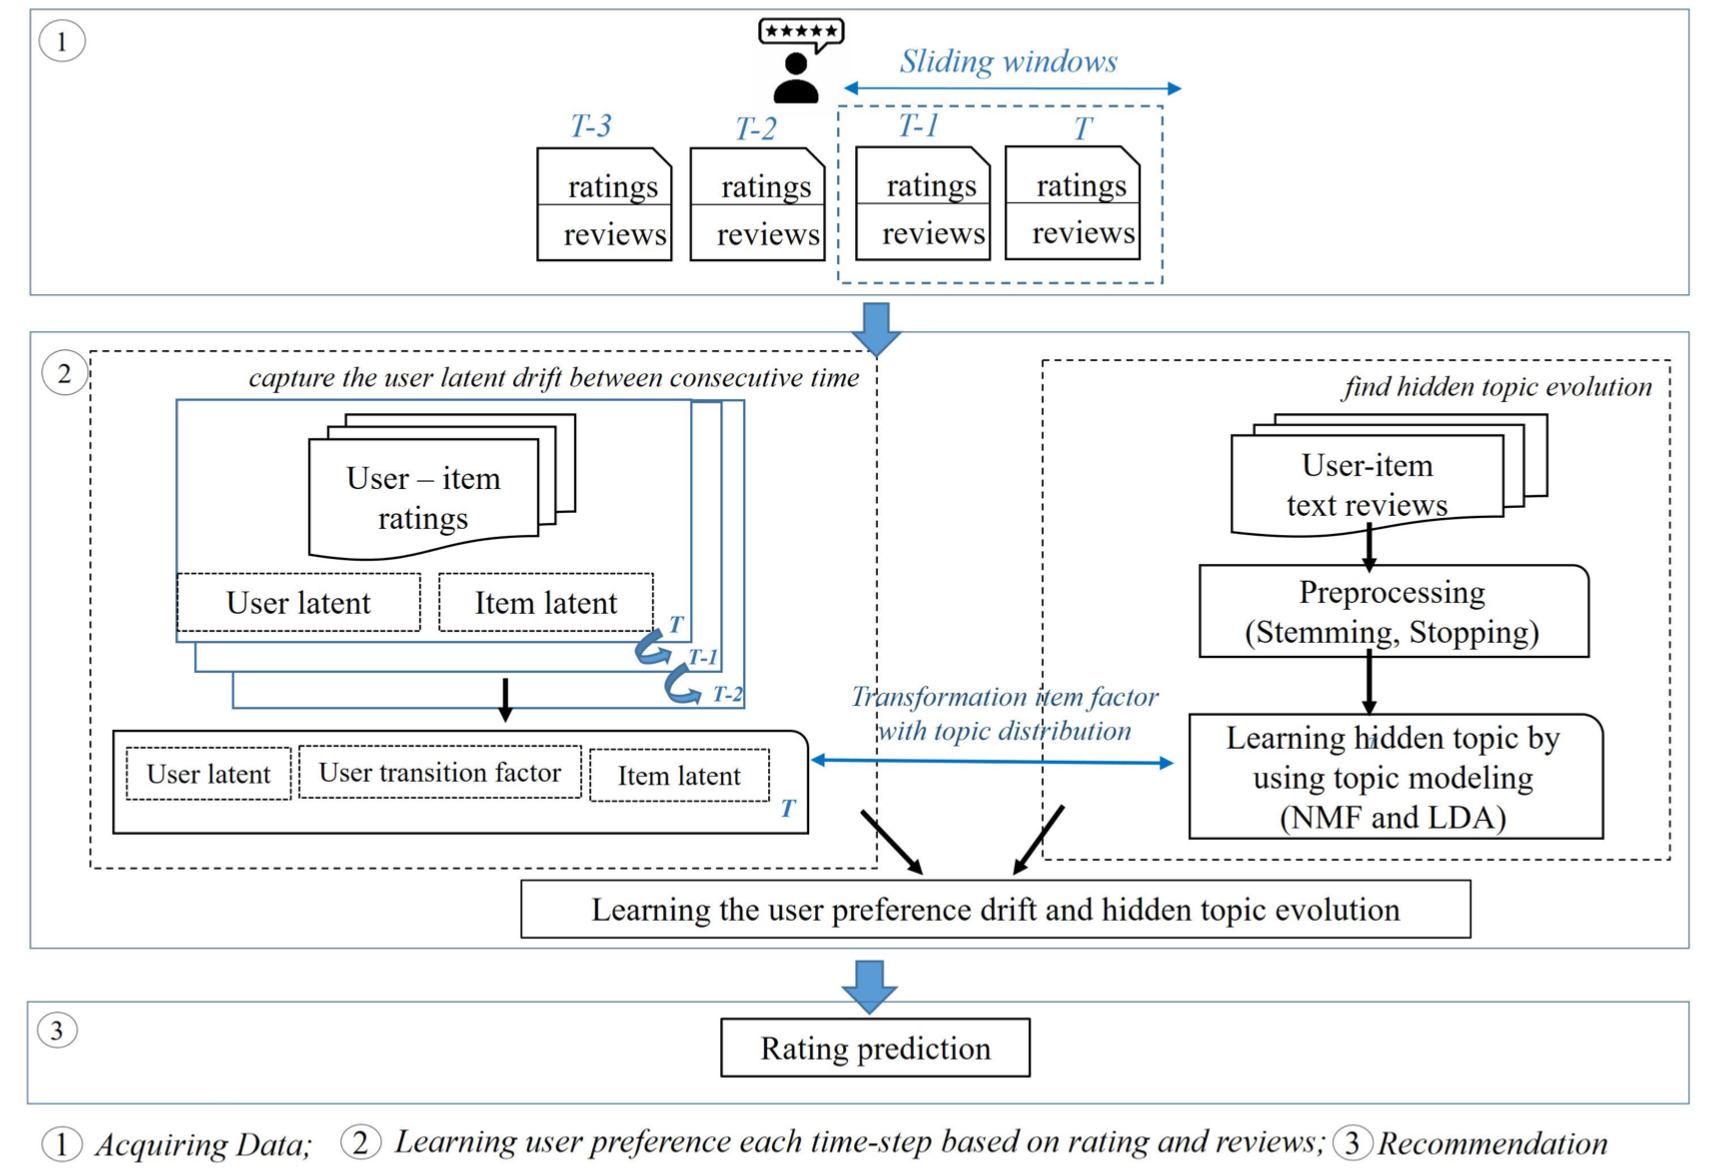 1
Sliding windows
T-3
T-2
T-1
T
ratings
reviews
ratings
reviews
ratings
reviews
ratings
reviews
2
capture the user latent drift between consecutive time
User – item
ratings
User latent
Item latent
T
T-1
T-2
User latent
User transition factor
Item latent
T
Transformation item factor
with topic distribution
find hidden topic evolution
User-item
text reviews
Preprocessing
(Stemming, Stopping)
Learning hidden topic by
using topic modeling
(NMF and LDA)
Learning the user preference drift and hidden topic evolution
3
Rating prediction
1 Acquiring Data; 2 Learning user preference each time-step based on rating and reviews; 3 Recommendation